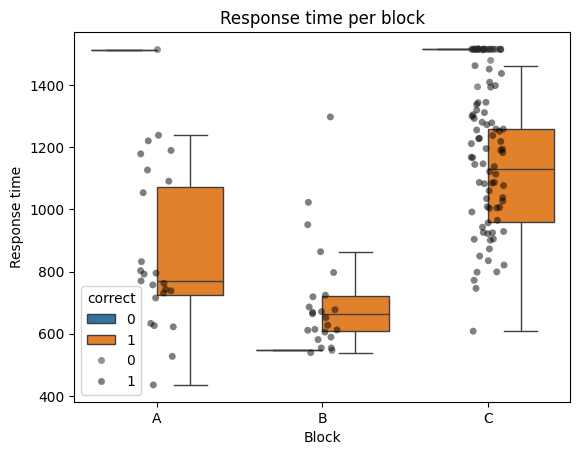 Response time per block
Response time
1400
1200
1000
800
600
400
correct
0
1
0
1
A
B
C
Block